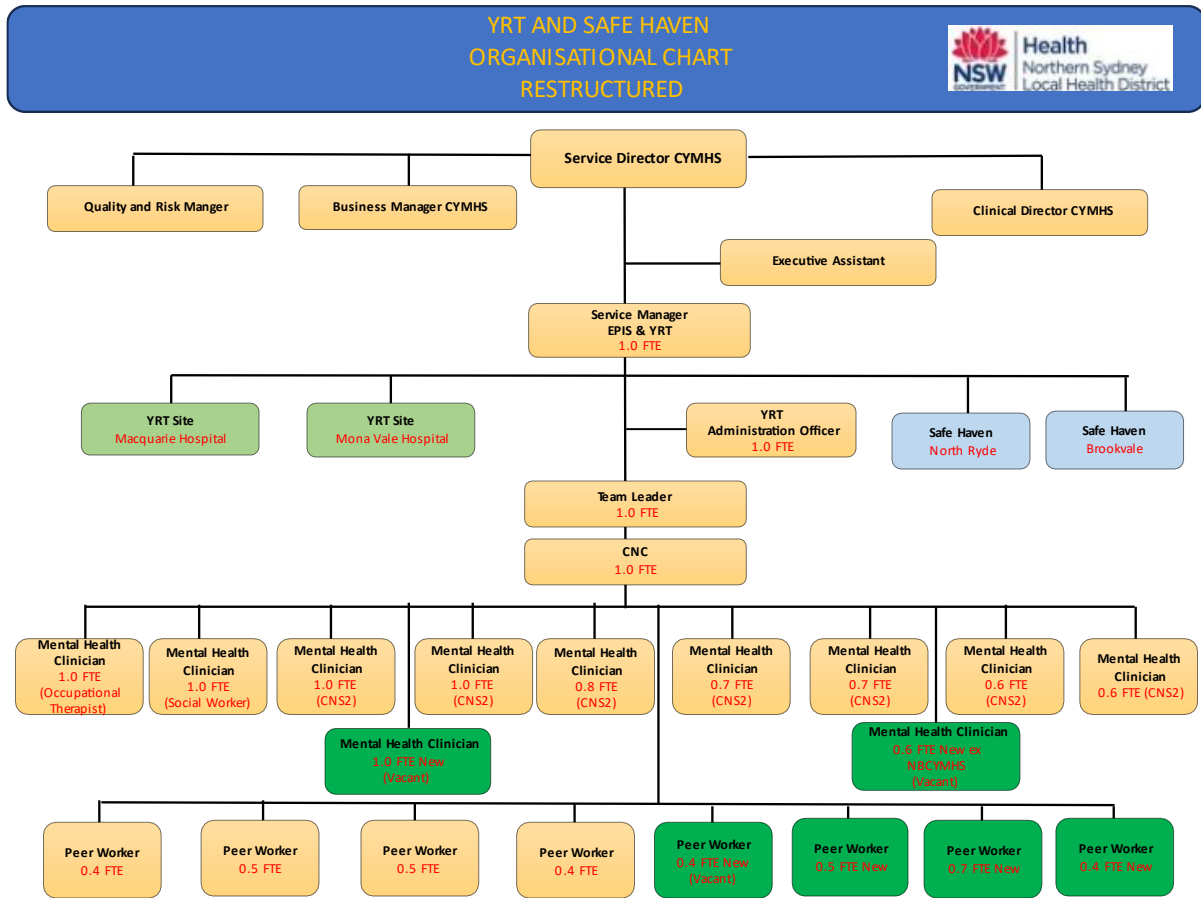 YRT AND SAFE HAVEN
ORGANISATIONAL CHART
RESTRUCTURED
NSW
GOVERNMENT
Health
Northern Sydney
Local Health District
Service Director CYMHS
Quality and Risk Manger
Business Manager CYMHS
Clinical Director CYMHS
Executive Assistant
Service Manager
EPIS & YRT
1.0 FTE
YRT Site
Macquarie Hospital
YRT Site
Mona Vale Hospital
YRT
Administration Officer
1.0 FTE
Safe Haven
North Ryde
Safe Haven
Brookvale
Team Leader
1.0 FTE
CNC
1.0 FTE
Mental Health
Clinician
1.0 FTE
(Occupational
Therapist)
Mental Health
Clinician
1.0 FTE
(Social Worker)
Mental Health
Clinician
1.0 FTE
(CNS2)
Mental Health
Clinician
1.0 FTE
(CNS2)
Mental Health
Clinician
0.8 FTE
(CNS2)
Mental Health
Clinician
0.7 FTE
(CNS2)
Mental Health
Clinician
0.7 FTE
(CNS2)
Mental Health
Clinician
0.6 FTE
(CNS2)
Mental Health
Clinician
0.6 FTE (CNS2)
Mental Health Clinician
1.0 FTE New
(Vacant)
Mental Health Clinician
0.6 FTE New ex
NBCYMHS
(Vacant)
Peer Worker
0.4 FTE
Peer Worker
0.5 FTE
Peer Worker
0.5 FTE
Peer Worker
0.4 FTE
Peer Worker
0.4 FTE New
(Vacant)
Peer Worker
0.5 FTE New
Peer Worker
0.7 FTE New
Peer Worker
0.4 FTE New